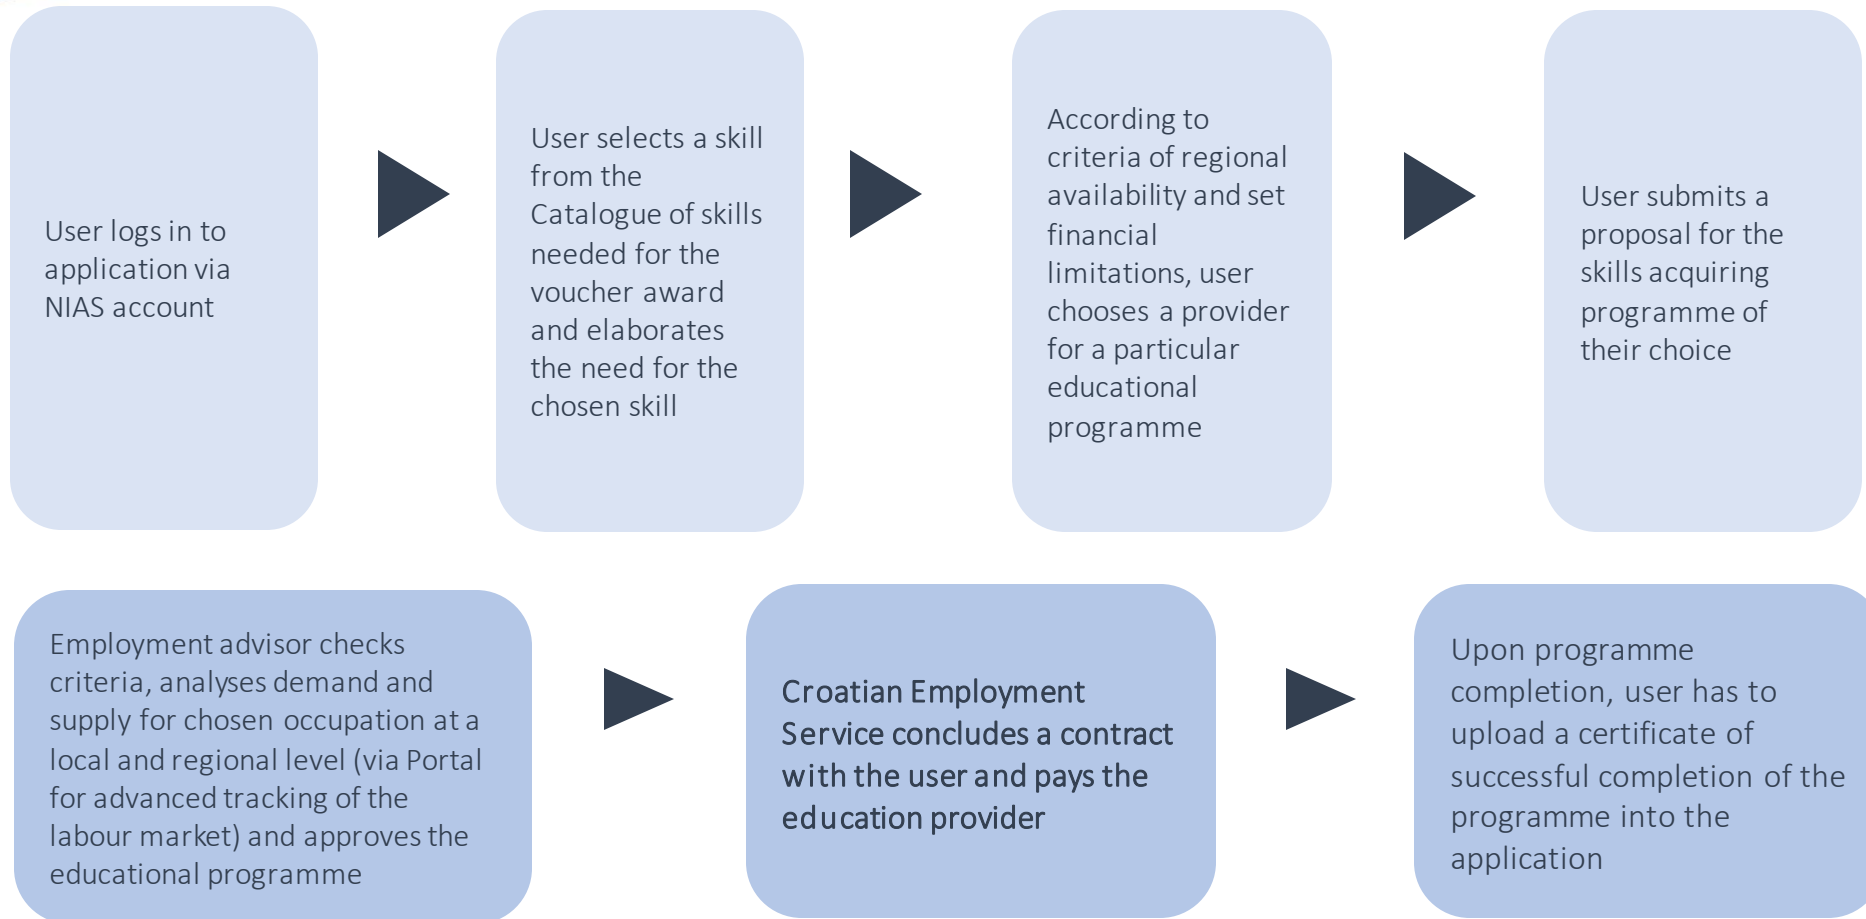 User logs in to
application via
NIAS account
User selects a skill
from the
Catalogue of skills
needed for the
voucher award
and elaborates
the need for the
chosen skill
According to
criteria of regional
availability and set
financial
limitations, user
chooses a provider
for a particular
educational
programme
User submits a
proposal for the
skills acquiring
programme of
their choice
Employment advisor checks
criteria, analyses demand and
supply for chosen occupation at a
local and regional level (via Portal
for advanced tracking of the
labour market) and approves the
educational programme
Croatian Employment
Service concludes a contract
with the user and pays the
education provider
Upon programme
completion, user has to
upload a certificate of
successful completion of the
programme into the
application